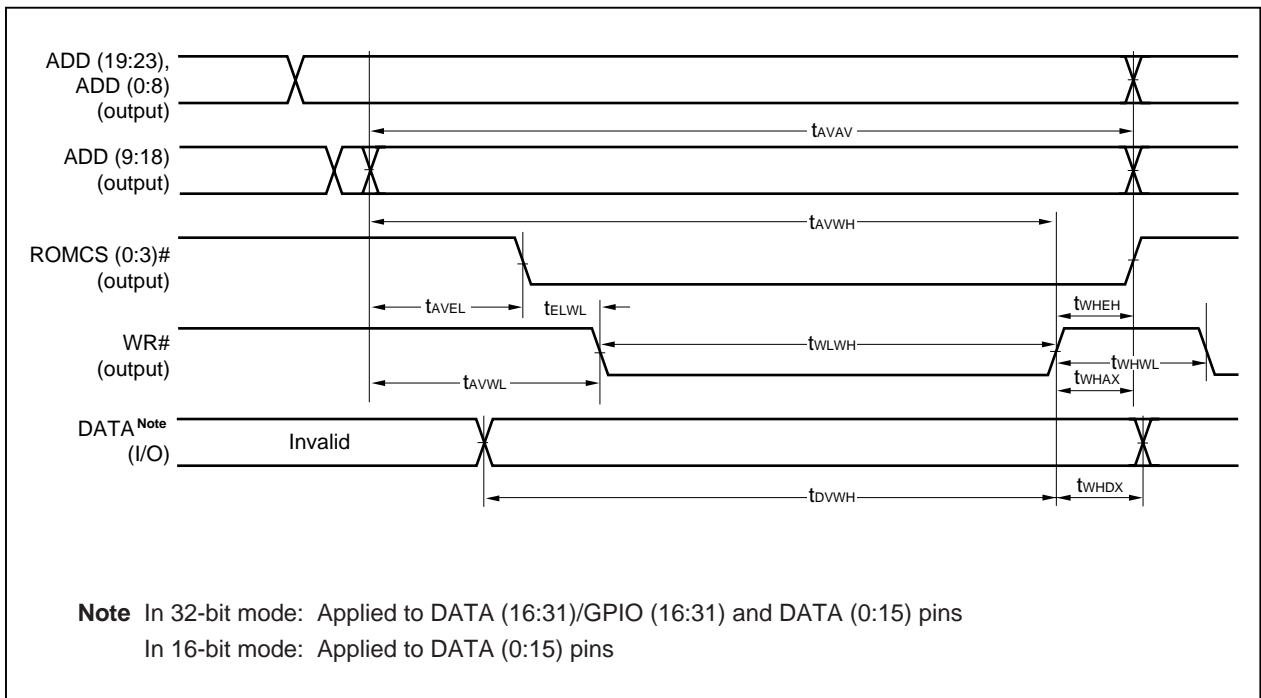 ADD (19:23),
ADD (0:8)
(output)
tAVAV
ADD (9:18)
(output)
tAVWH
ROMCS (0:3)#
(output)
tAVEL
tELWL
tWHEH
WR#
(output)
tWLWH
tWHWL
tAVWL
tWHAX
DATA Note
(I/O)
Invalid
tDVWH
tWHDX
Note In 32-bit mode: Applied to DATA (16:31)/GPIO (16:31) and DATA (0:15) pins
In 16-bit mode: Applied to DATA (0:15) pins